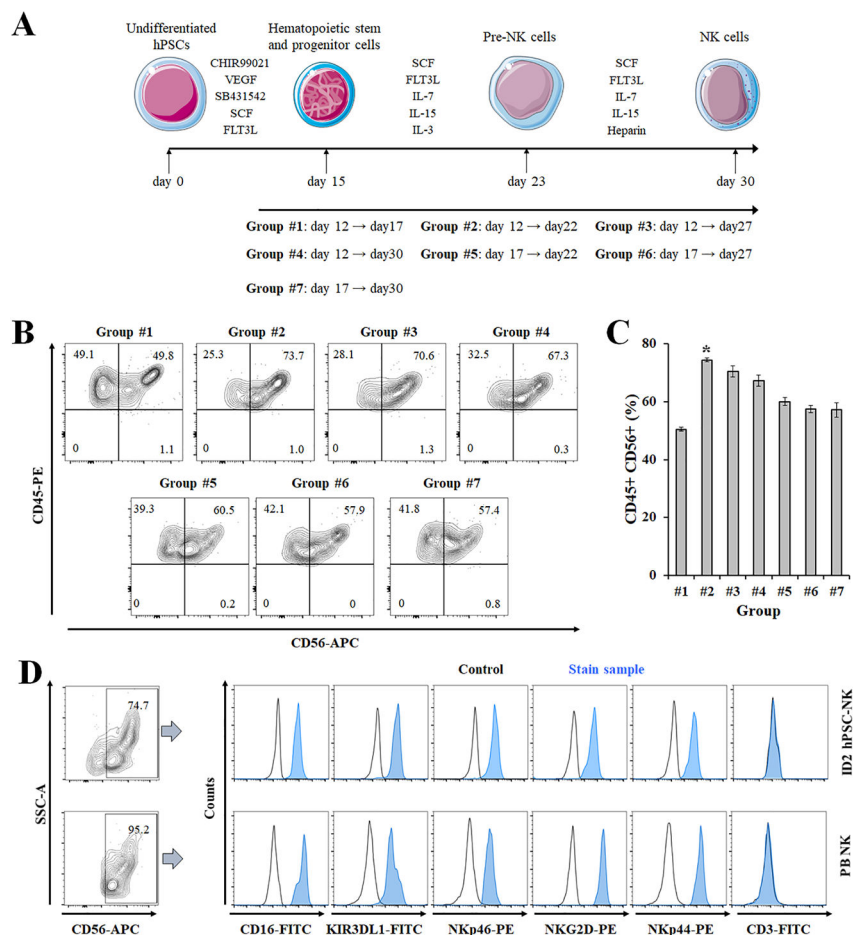 A
Undifferentiated
hPSCs
Hematopoietic stem
and progenitor cells
Pre-NK cells
NK cells
CHIR99021
VEGF
SB431542
SCF
FLT3L
SCF
FLT3L
IL-7
IL-15
IL-3
SCF
FLT3L
IL-7
IL-15
Heparin
day 0
day 15
day 23
day 30
Group #1: day 12 → day17
Group #2: day 12 → day22
Group #3: day 12 → day27
Group #4: day 12 → day30
Group #5: day 17 → day22
Group #6: day 17 → day27
Group #7: day 17 → day30
B
Group #1
Group #2
Group #3
Group #4
49.1
49.8
0
1.1
25.3
73.7
0
1.0
28.1
70.6
0
1.3
32.5
67.3
0
0.3
Group #5
Group #6
Group #7
39.3
60.5
0
0.2
42.1
57.9
0
0
41.8
57.4
0
0.8
CD45-PE
CD56-APC
C
CD45+ CD56+ (%)
80
60
40
20
0
*
#1 #2 #3 #4 #5 #6 #7
Group
D
Control
Stain sample
74.7
95.2
SSC-A
Counts
ID2 hPSC-NK
PB NK
CD56-APC
CD16-FITC
KIR3DL1-FITC
NKp46-PE
NKG2D-PE
NKp44-PE
CD3-FITC